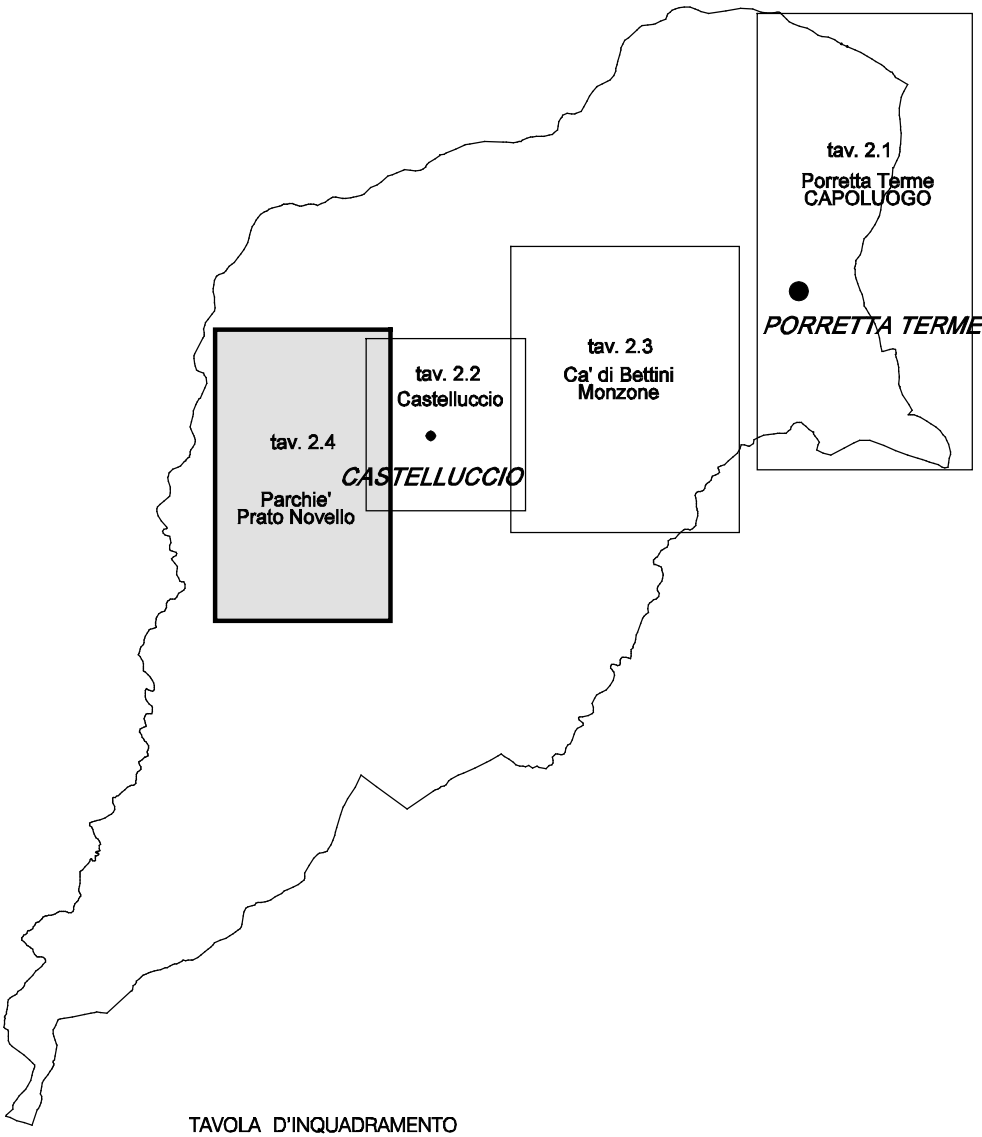 tav. 2.1
Porretta Terme
CAPOLUOGO
PORRETTA TERME
tav. 2.3
Ca' di Bettini
Monzone
tav. 2.2
Castelluccio
CASTELLUCCIO
tav. 2.4
Parchie'
Prato Novello
TAVOLA D'INQUADRAMENTO